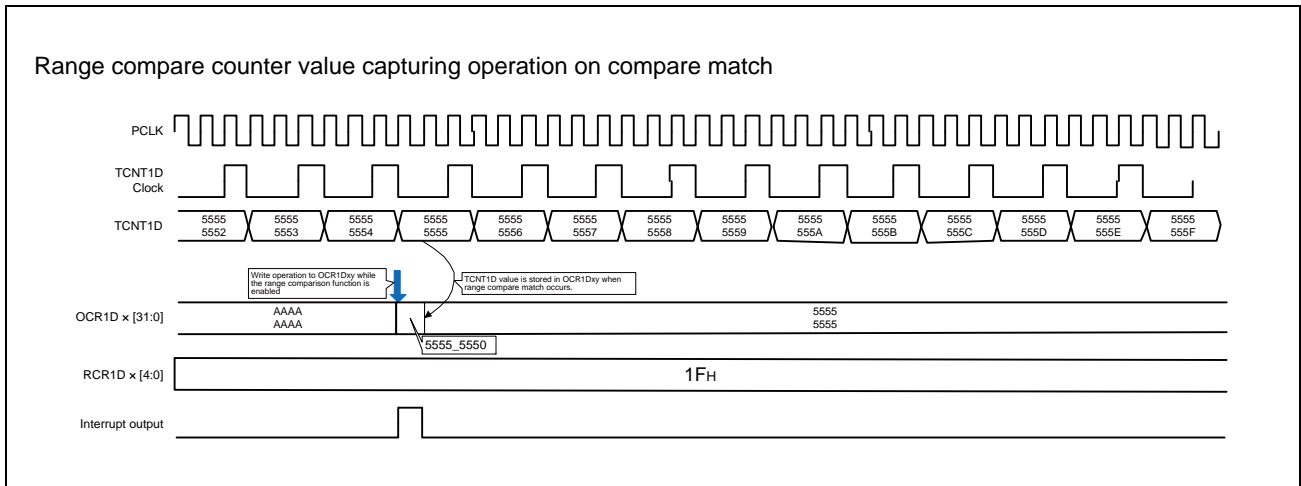 Range compare counter value capturing operation on compare match
PCLK
TCNT1D
Clock
TCNT1D
5555 5555 5555 5555 5555 5555 5555 5555 5555 5555 5555 5555 5555 5555
5552 5553 5554 5555 5556 5557 5558 5559 555A 555B 555C 555D 555E 555F
Write operation to OCR1Dxy while
the range comparison function is
enabled
TCNT1D value is stored in OCR1Dxy when
range compare match occurs.
OCR1D × [31:0]
AAAA
AAAA
5555
5555
5555_5550
RCR1D × [4:0]
1FH
Interrupt output